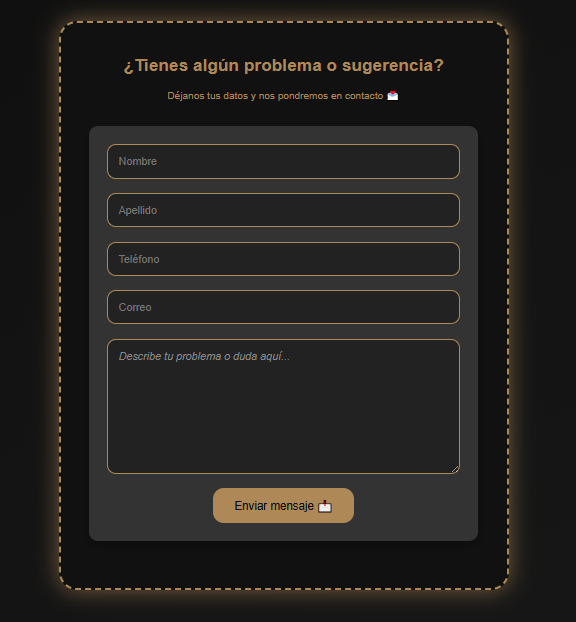 ¿Tienes algún problema o sugerencia?
Déjanos tus datos y nos pondremos en contacto 📩
Nombre
Apellido
Teléfono
Correo
Describe tu problema o duda aquí...
Enviar mensaje 📩